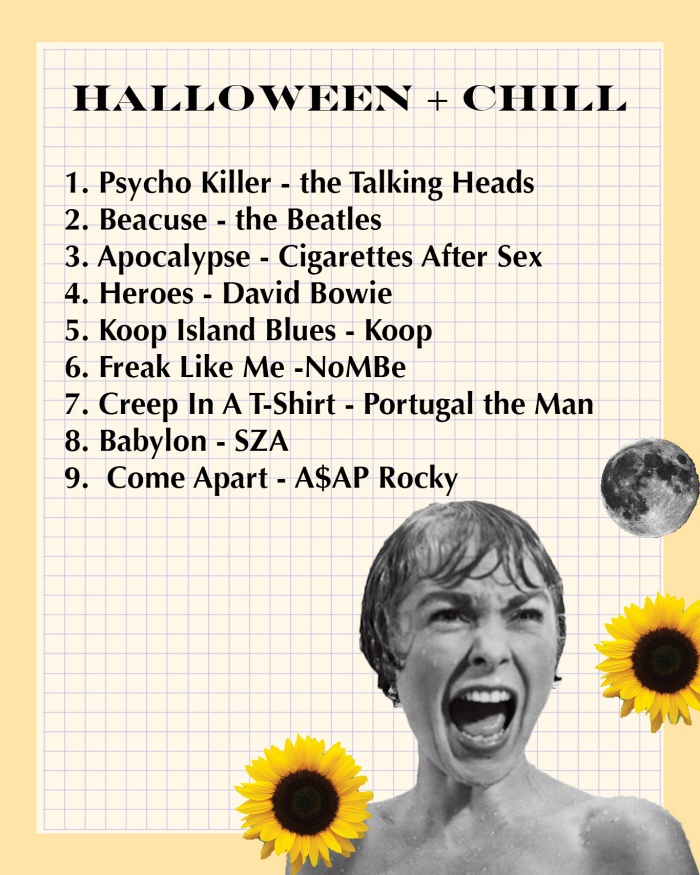 HALLOWEEN + CHILL
1. Psycho Killer - the Talking Heads
2. Beacuse - the Beatles
3. Apocalypse - Cigarettes After Sex
4. Heroes - David Bowie
5. Koop Island Blues - Koop
6. Freak Like Me -NoMBe
7. Creep In A T-Shirt - Portugal the Man
8. Babylon - SZA
9. Come Apart - A$AP Rocky